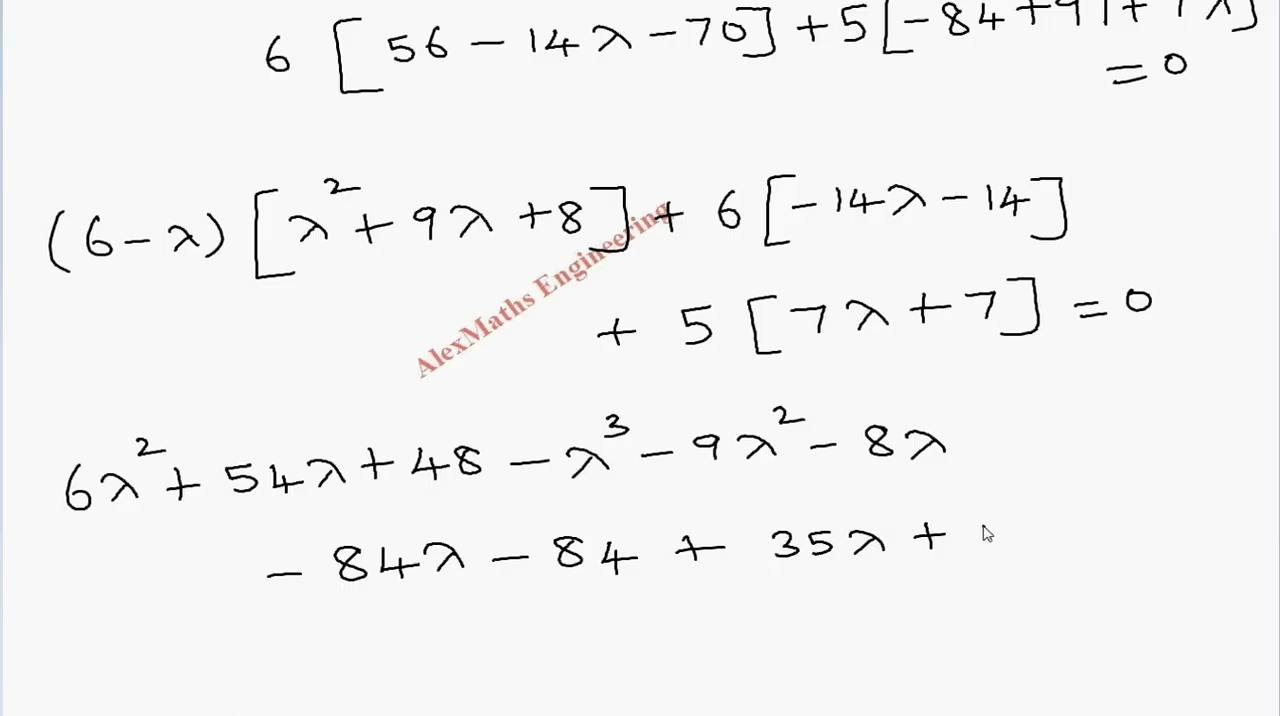 6 [56 - 14λ - 70] + 5[-84 + 91 + 7λ]
= 0
(6 - λ) [λ² + 9λ + 8] + 6 [-14λ - 14]
+ 5 [7λ + 7] = 0
AlexMaths Engineering
6λ² + 54λ + 48 - λ³ - 9λ² - 8λ
- 84λ - 84 + 35λ +